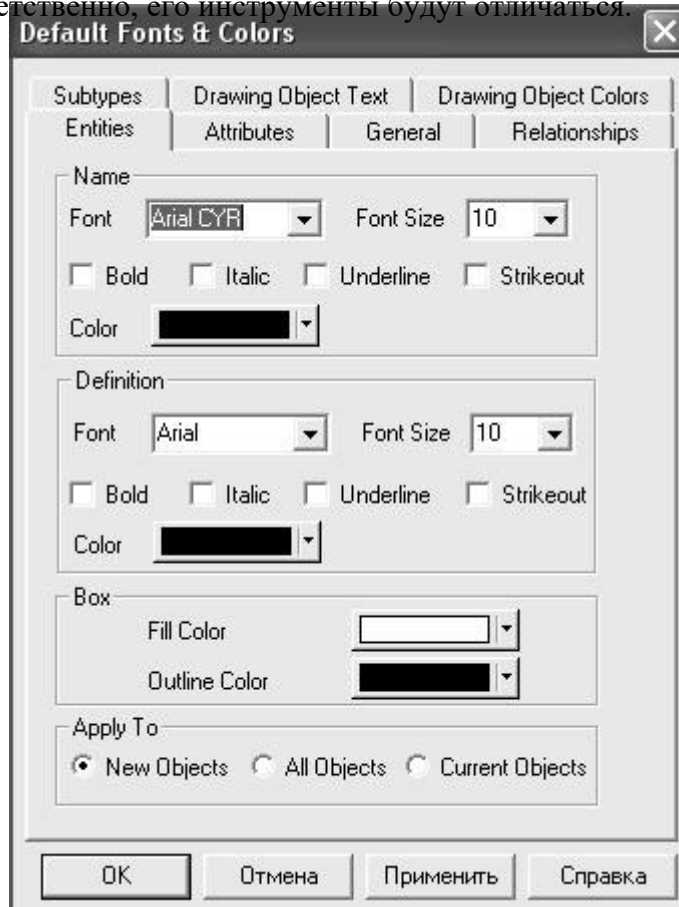 его инструменты будут отличаться.
Default Fonts & Colors
Subtypes Drawing Object Text Drawing Object Colors
Entities Attributes General Relationships
Name
Font Arial CYR Font Size 10
Bold Italic Underline Strikeout
Color
Definition
Font Arial Font Size 10
Bold Italic Underline Strikeout
Color
Box
Fill Color
Outline Color
Apply To
New Objects All Objects Current Objects
OK Отмена Применить Справка